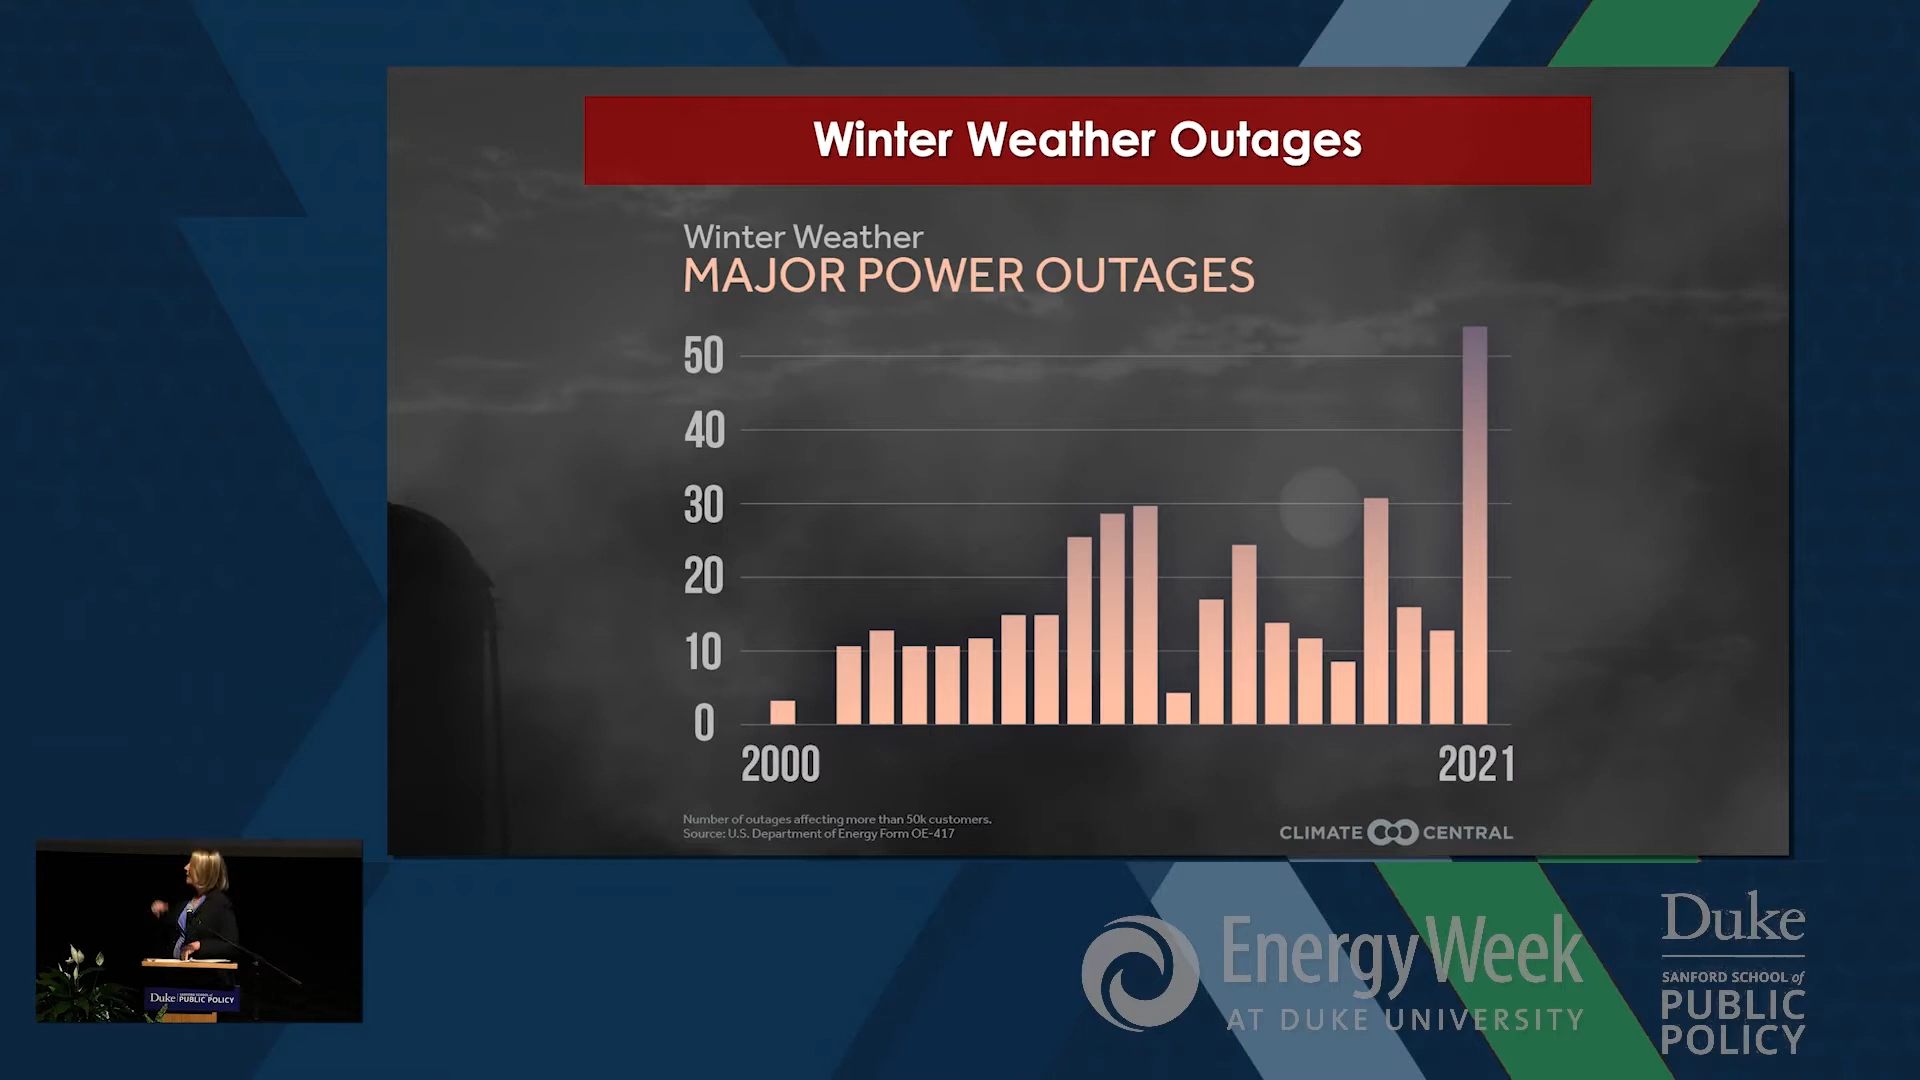 Winter Weather Outages
Winter Weather
MAJOR POWER OUTAGES
50
40
30
20
10
0
2000
2021
Number of outages affecting more than 50k customers.
Source: U.S. Department of Energy Form OE-417
CLIMATE CENTRAL
Duke
PUBLIC POLICY
EnergyWeek
AT DUKE UNIVERSITY
Duke
SANFORD SCHOOL of
PUBLIC
POLICY